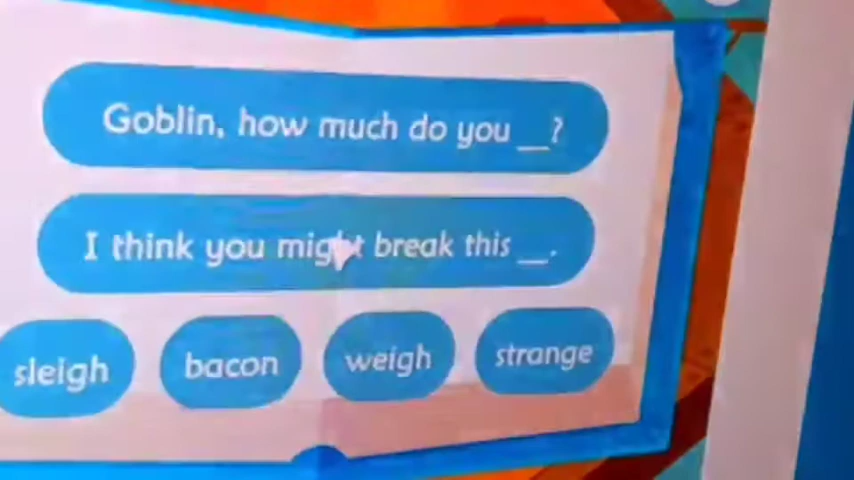 Goblin, how much do you __?
I think you might break this __.
sleigh bacon weigh strange